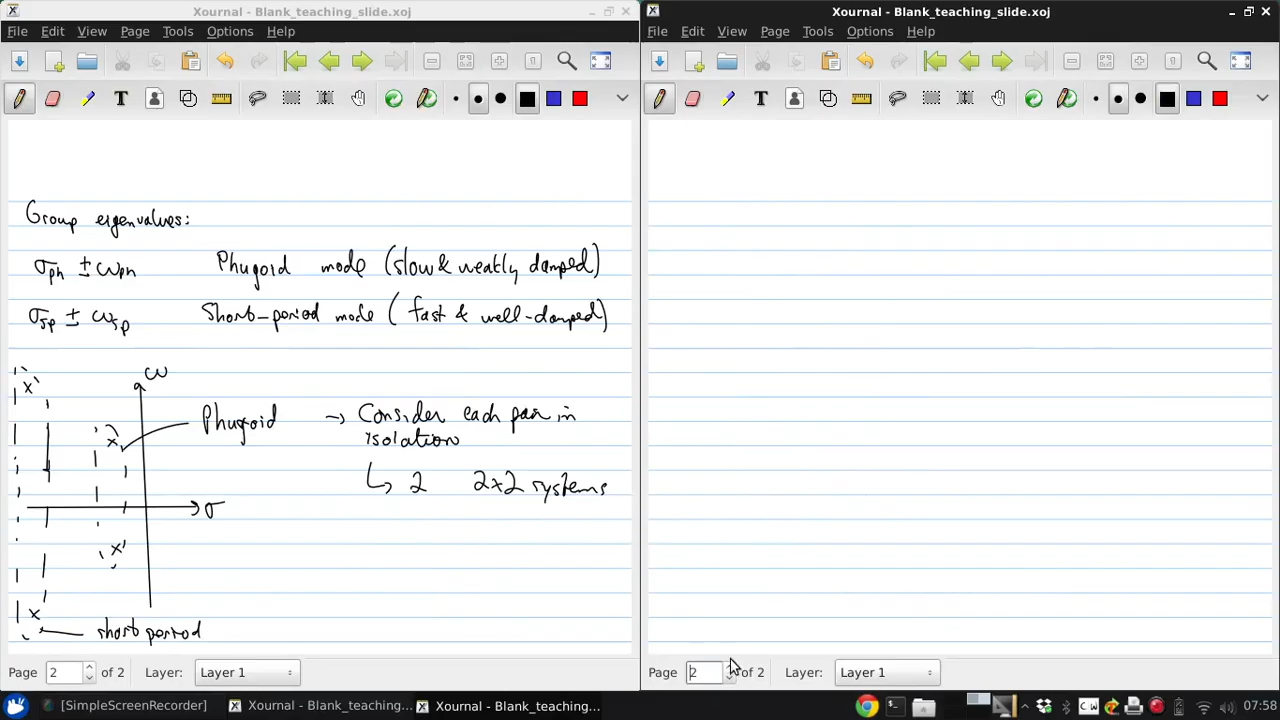 Xournal - Blank_teaching_slide.xoj
File Edit View Page Tools Options Help
Group eigenvalues:
σph ± ωph Phugoid mode (slow & weakly damped)
σsp ± ωsp Short-period mode (fast & well-damped)
ω
x
x
Phugoid → Consider each pair in
isolation
↳ 2 2x2 systems
σ
x
x
short period
Page 2 of 2 Layer: Layer 1
Xournal - Blank_teaching_slide.xoj
File Edit View Page Tools Options Help
Page 2 of 2 Layer: Layer 1
[SimpleScreenRecorder] Xournal - Blank_teaching... Xournal - Blank_teaching... 07:58